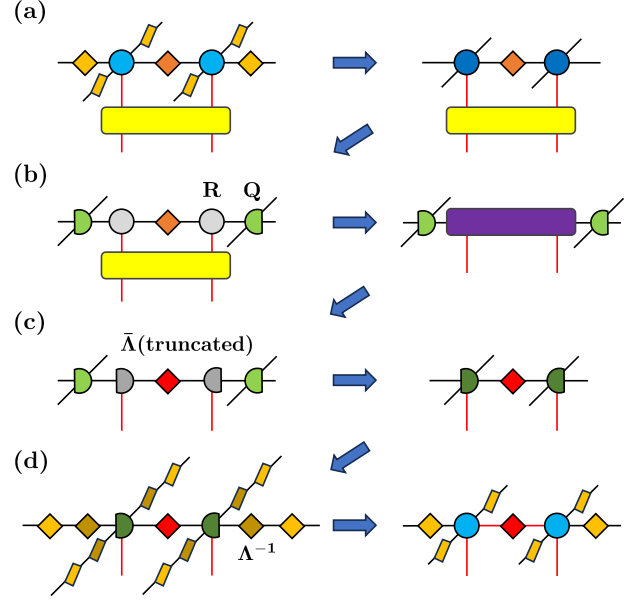 (a)
(b)
R Q
(c)
Λ̄(truncated)
(d)
Λ⁻¹